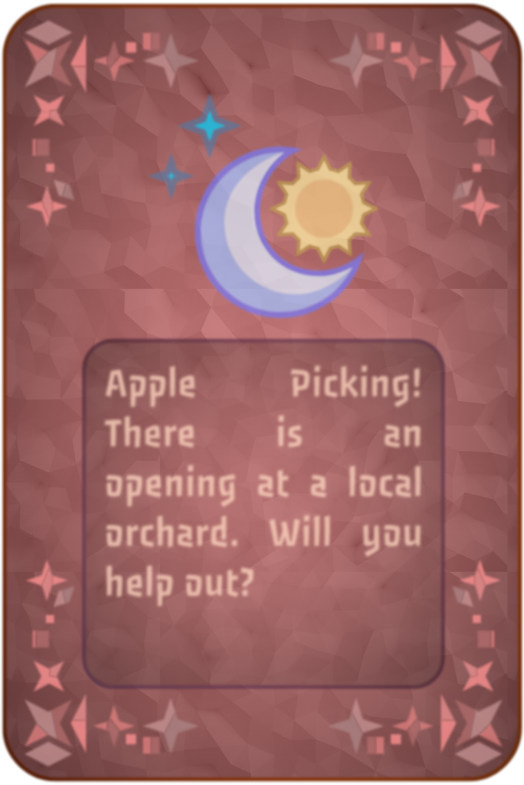 Apple Picking!
There is an
opening at a local
orchard. Will you
help out?